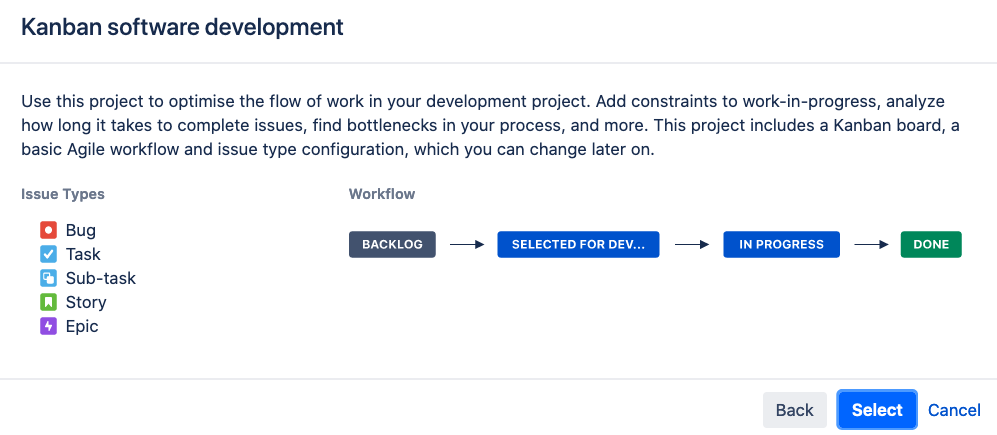 Kanban software development
Use this project to optimise the flow of work in your development project. Add constraints to work-in-progress, analyze
how long it takes to complete issues, find bottlenecks in your process, and more. This project includes a Kanban board, a
basic Agile workflow and issue type configuration, which you can change later on.
Issue Types
Bug
Task
Sub-task
Story
Epic
Workflow
BACKLOG
SELECTED FOR DEV...
IN PROGRESS
DONE
Back
Select
Cancel